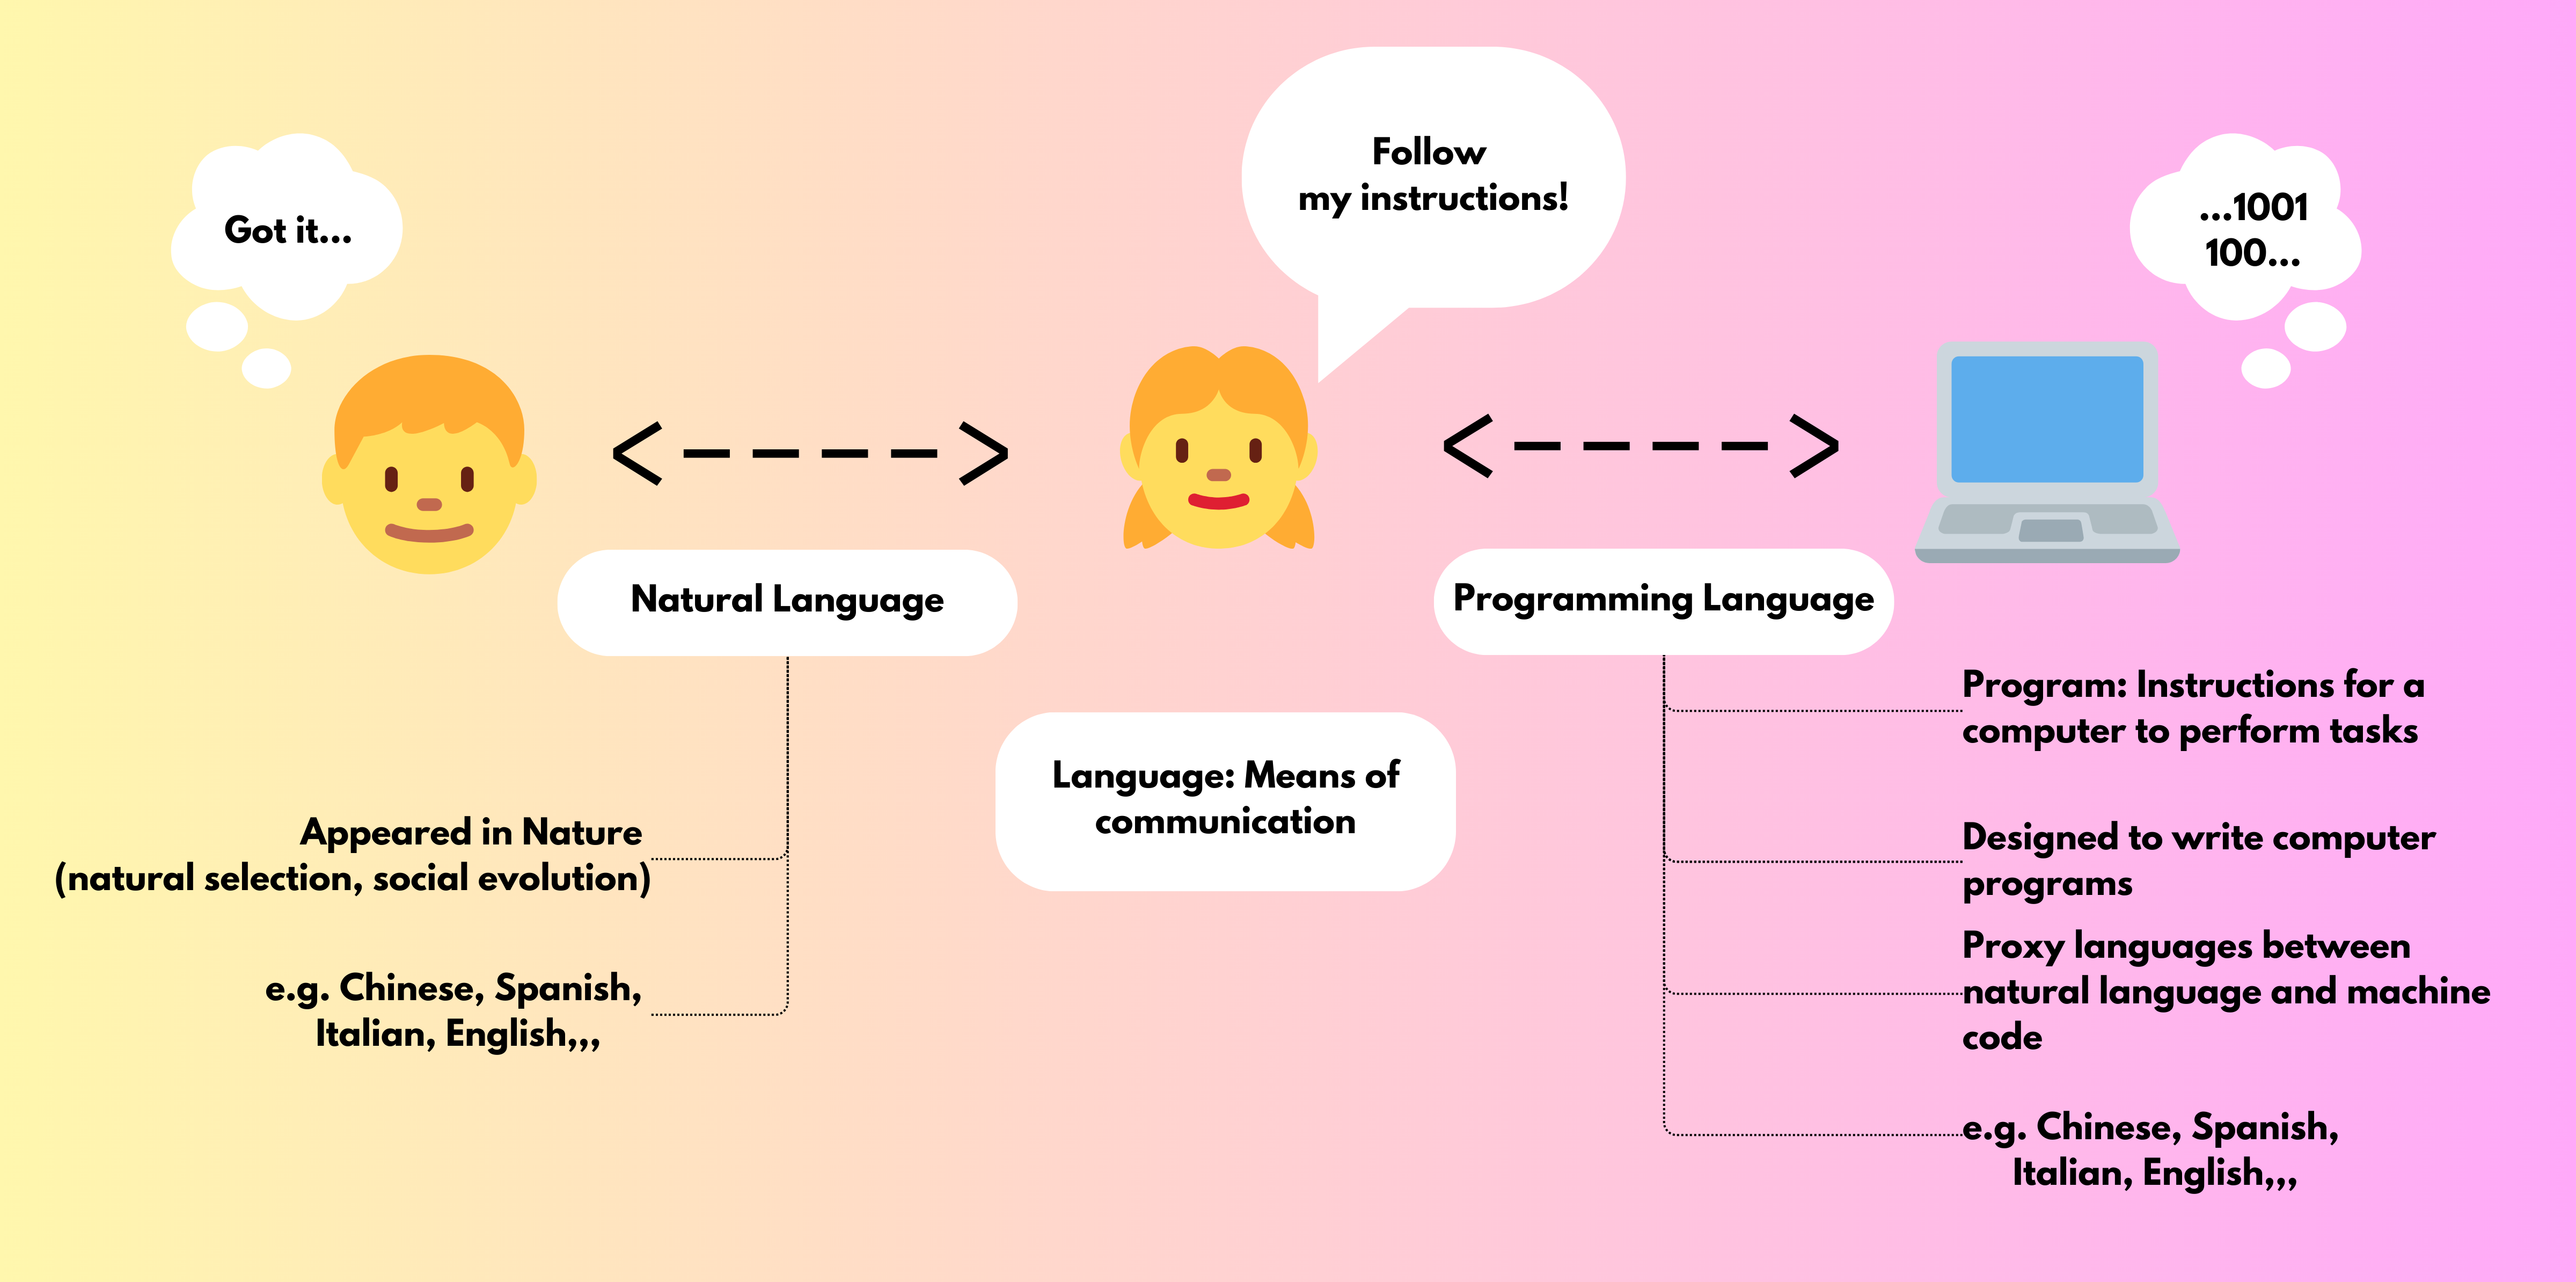 Got it...
Follow
my instructions!
...1001
100...
Natural Language
Programming Language
Language: Means of
communication
Appeared in Nature
(natural selection, social evolution)
e.g. Chinese, Spanish,
Italian, English,,,
Program: Instructions for a
computer to perform tasks
Designed to write computer
programs
Proxy languages between
natural language and machine
code
e.g. Chinese, Spanish,
Italian, English,,,